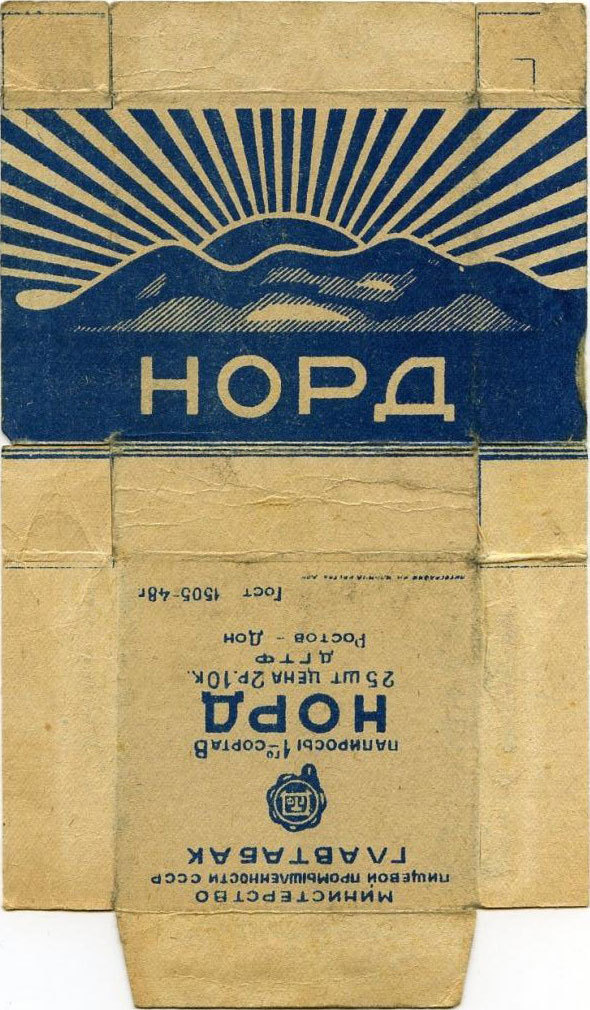 НОРД
МИНИСТЕРСТВО
ПИЩЕВОЙ ПРОМЫШЛЕННОСТИ СССР
ГЛАВТАБАК
ПАПИРОСЫ 1го-СОРТА В
НОРД
25 ШТ. ЦЕНА 2Р.10К.
ДГТФ
РОСТОВ - ДОН
ГОСТ 1505-48г